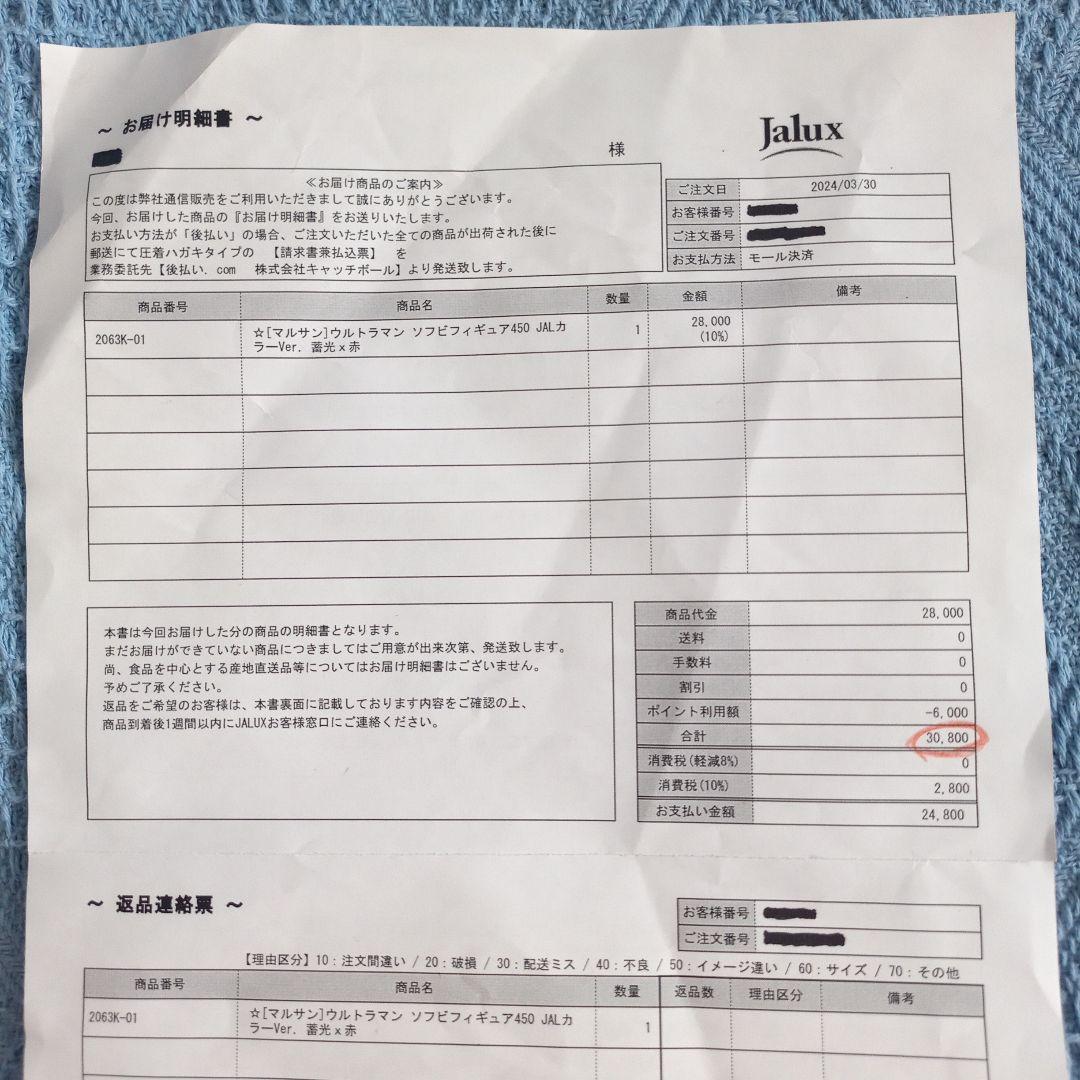 ～ お届け明細書 ～
様
Jalux
≪お届け商品のご案内≫
この度は弊社通信販売をご利用いただきまして誠にありがとうございます。
今回、お届けした商品の『お届け明細書』をお送りいたします。
お支払い方法が「後払い」の場合、ご注文いただいた全ての商品が出荷された後に
郵送にて圧着ハガキタイプの 【請求書兼払込票】 を
業務委託先【後払い．com 株式会社キャッチボール】より発送致します。
ご注文日 2024/03/30
お客様番号
ご注文番号
お支払方法 モール決済
商品番号 商品名 数量 金額 備考
2063K-01 ☆[マルサン]ウルトラマン ソフビフィギュア450 JALカ 1 28,000
ラーVer. 蓄光ｘ赤 (10%)
本書は今回お届けした分の商品の明細書となります。
まだお届けができていない商品につきましてはご用意が出来次第、発送致します。
尚、食品を中心とする産地直送品等についてはお届け明細書はございません。
予めご了承ください。
返品をご希望のお客様は、本書裏面に記載しております内容をご確認の上、
商品到着後1週間以内にJALUXお客様窓口にご連絡ください。
商品代金 28,000
送料 0
手数料 0
割引 0
ポイント利用額 -6,000
合計 30,800
消費税(軽減8%) 0
消費税(10%) 2,800
お支払い金額 24,800
～ 返品連絡票 ～
お客様番号
ご注文番号
【理由区分】10：注文間違い / 20：破損 / 30：配送ミス / 40：不良 / 50：イメージ違い / 60：サイズ / 70：その他
商品番号 商品名 数量 返品数 理由区分 備考
2063K-01 ☆[マルサン]ウルトラマン ソフビフィギュア450 JALカ 1
ラーVer. 蓄光ｘ赤